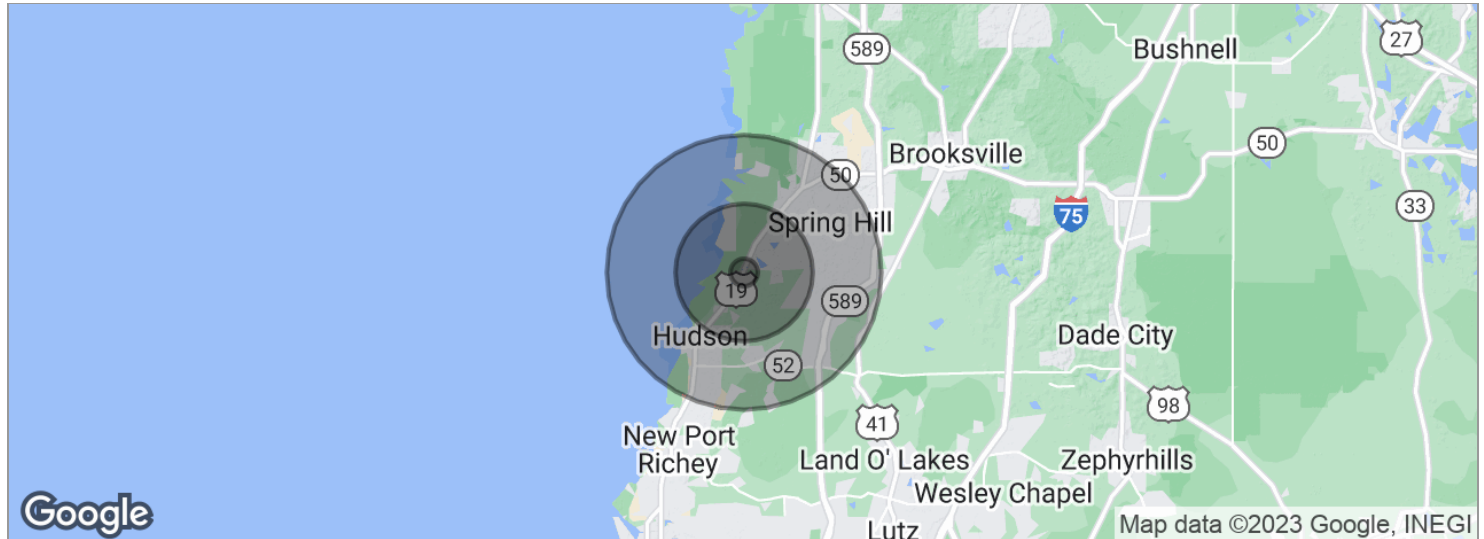 589
27
Bushnell
50
Brooksville
50
33
75
Spring Hill
19
589
Hudson
Dade City
52
98
41
New Port
Richey
Land O' Lakes
Zephyrhills
Wesley Chapel
Google
Lutz
Map data ©2023 Google, INEGI